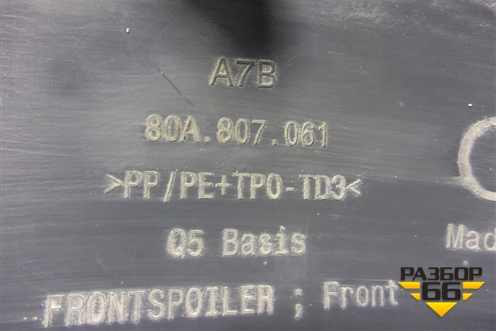 A7B
80A.807.061
>PP/PE+TPO-TD3<
Q5 Basis
Mad
FRONTSPOILER ; Front
РАЗБОР
66